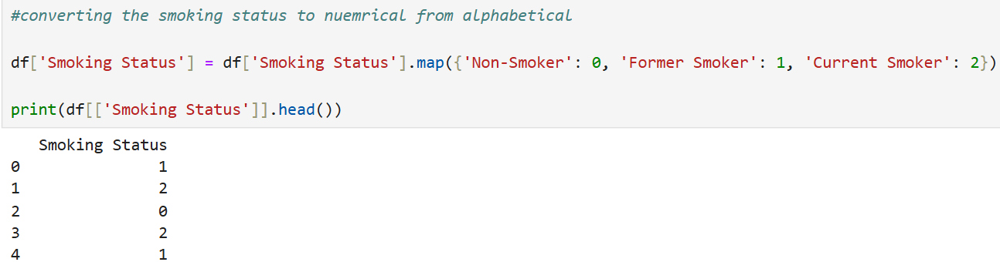 #converting the smoking status to nuemrical from alphabetical
df['Smoking Status'] = df['Smoking Status'].map({'Non-Smoker': 0, 'Former Smoker': 1, 'Current Smoker': 2})
print(df[['Smoking Status']].head())
Smoking Status
0 1
1 2
2 0
3 2
4 1